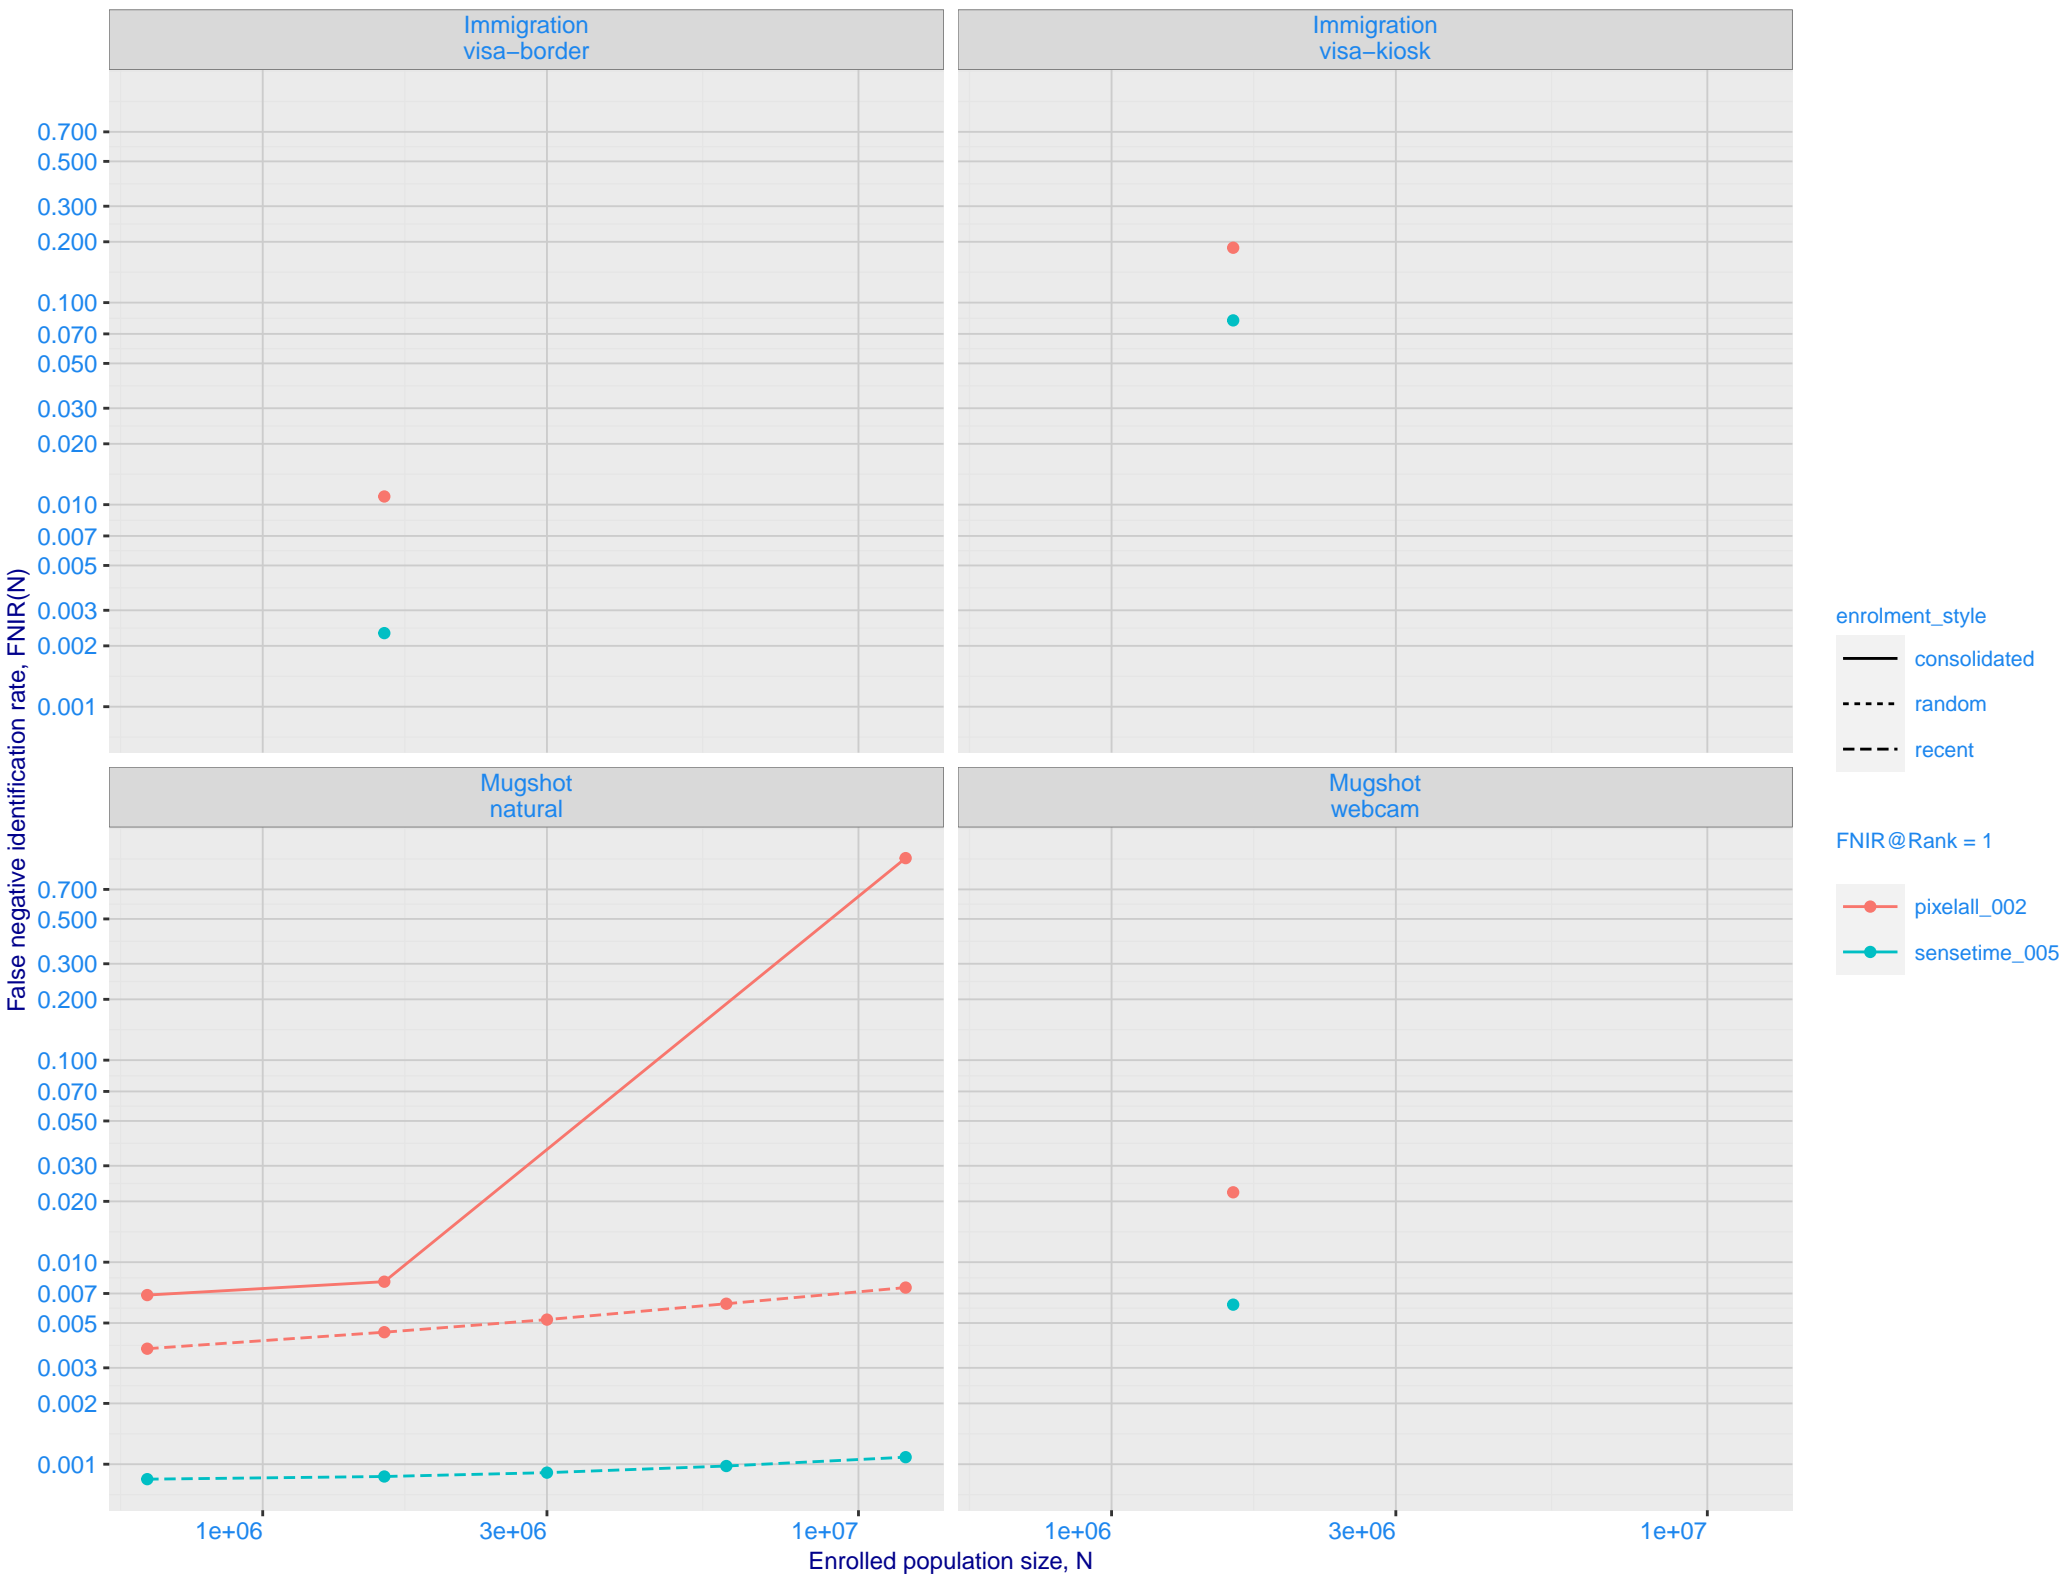 Immigration
visa−border
Immigration
visa−kiosk
0.700
0.500
0.300
0.200
0.100
0.070
0.050
0.030
0.020
0.010
0.007
0.005
0.003
0.002
0.001
Mugshot
natural
Mugshot
webcam
0.700
0.500
0.300
0.200
0.100
0.070
0.050
0.030
0.020
0.010
0.007
0.005
0.003
0.002
0.001
1e+06
3e+06
1e+07
1e+06
3e+06
1e+07
Enrolled population size, N
False negative identification rate, FNIR(N)
enrolment_style
consolidated
random
recent
FNIR@Rank = 1
pixelall_002
sensetime_005